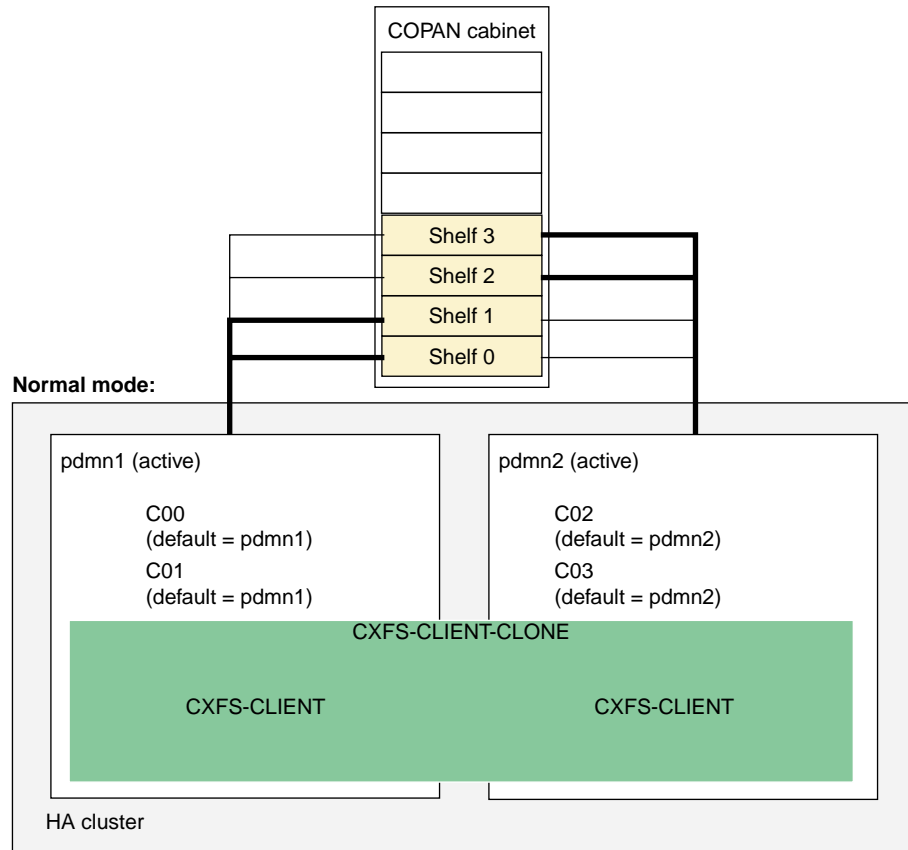 COPAN cabinet
Shelf 3
Shelf 2
Shelf 1
Shelf 0
Normal mode:
pdmn1 (active)
C00
(default = pdmn1)
C01
(default = pdmn1)
pdmn2 (active)
C02
(default = pdmn2)
C03
(default = pdmn2)
CXFS-CLIENT-CLONE
CXFS-CLIENT
CXFS-CLIENT
HA cluster